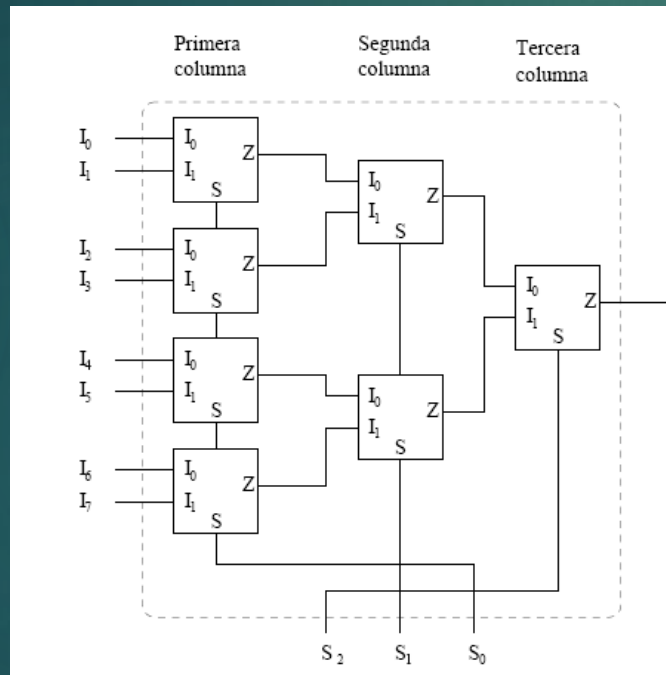 Primera
columna
Segunda
columna
Tercera
columna
I₀
I₁
I₀
I₁
Z
S
I₂
I₃
I₀
I₁
Z
S
I₄
I₅
I₀
I₁
Z
S
I₆
I₇
I₀
I₁
Z
S
I₀
I₁
Z
S
I₀
I₁
Z
S
I₀
I₁
Z
S
S₂ S₁ S₀